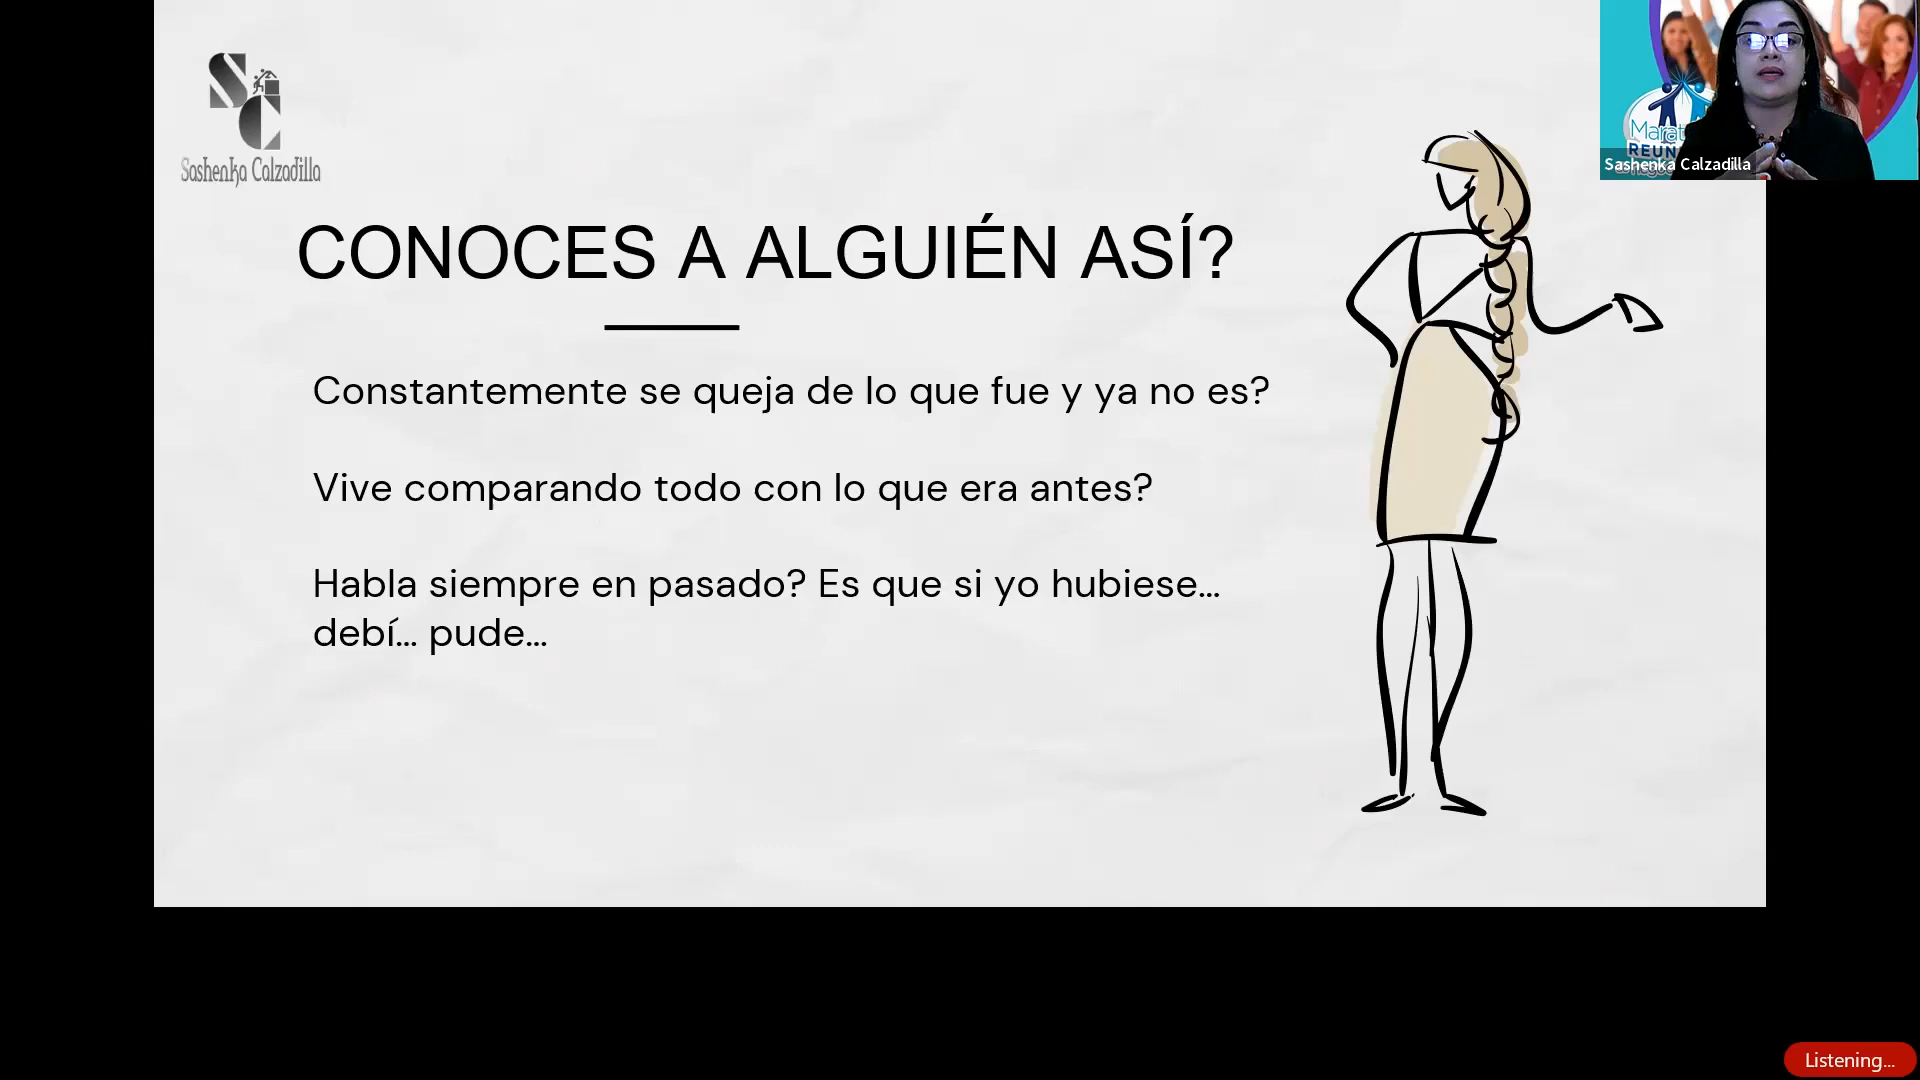 SC
Sashenka Calzadilla
CONOCES A ALGUIÉN ASÍ?
Constantemente se queja de lo que fue y ya no es?
Vive comparando todo con lo que era antes?
Habla siempre en pasado? Es que si yo hubiese...
debí... pude...
Sashenka Calzadilla
Listening...